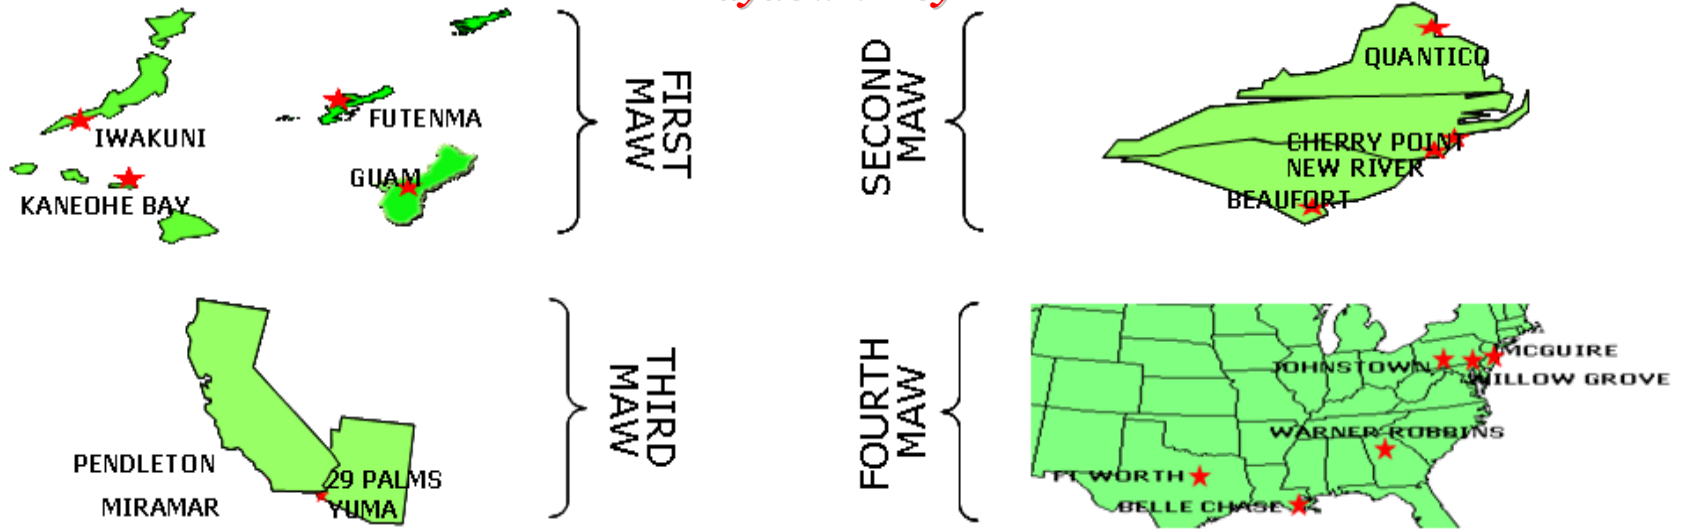 IWAKUNI
FUTENMA
GUAM
KANEOHE BAY
FIRST
MAW
SECOND
MAW
QUANTICO
CHERRY POINT
NEW RIVER
BEAUFORT
PENDLETON
MIRAMAR
29 PALMS
YUMA
THIRD
MAW
FOURTH
MAW
MCGUIRE
JOHNSTOWN
WILLOW GROVE
WARNER ROBBINS
FT WORTH
BELLE CHASE